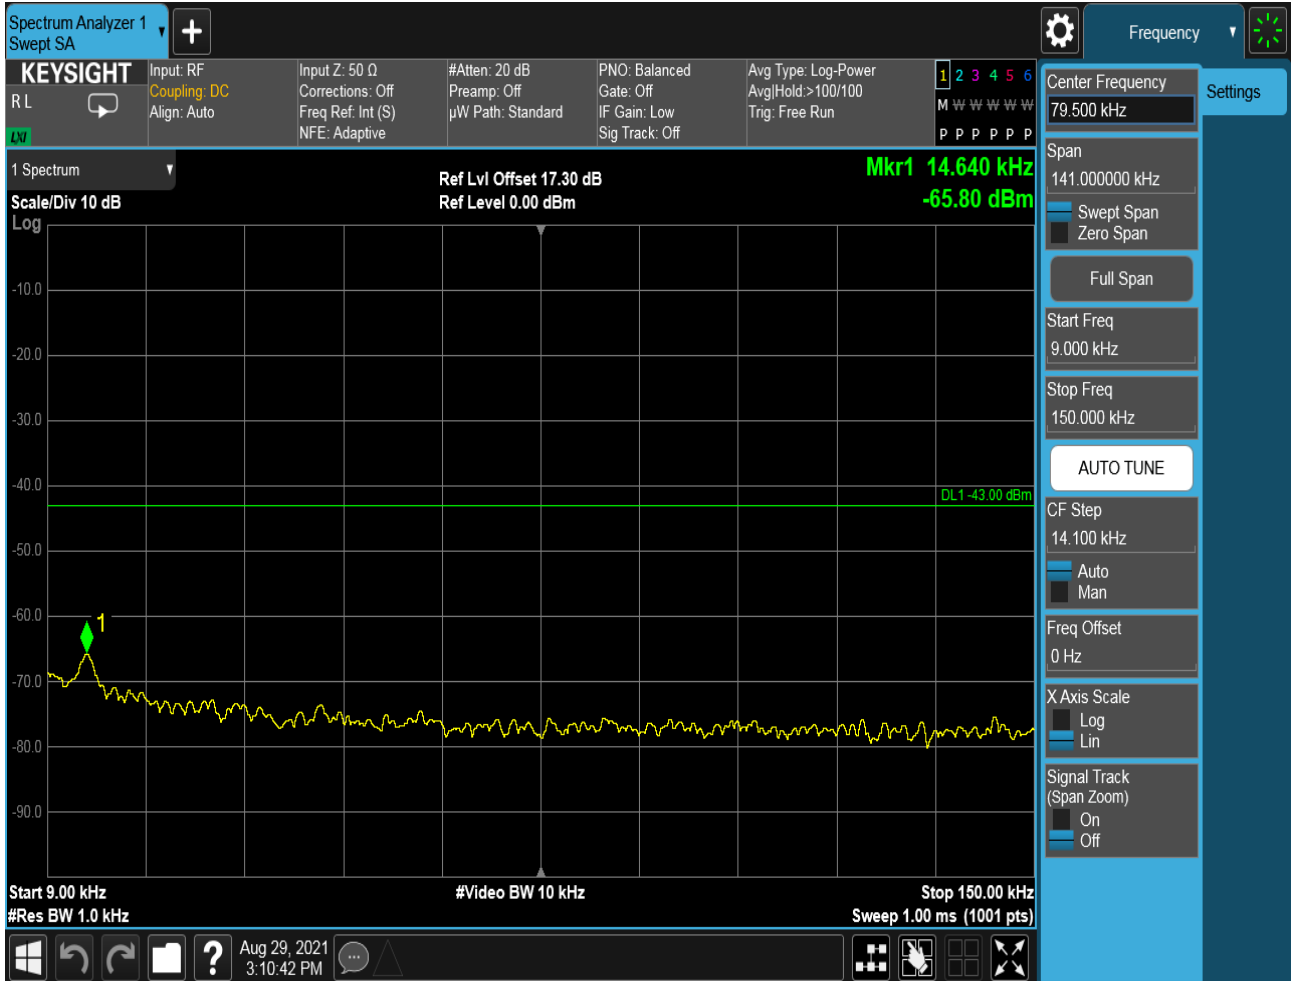 Spectrum Analyzer 1
Swept SA
Frequency
KEYSIGHT
R L
LXI
Input: RF
Coupling: DC
Align: Auto
Input Z: 50 Ω
Corrections: Off
Freq Ref: Int (S)
NFE: Adaptive
#Atten: 20 dB
Preamp: Off
µW Path: Standard
PNO: Balanced
Gate: Off
IF Gain: Low
Sig Track: Off
Avg Type: Log-Power
Avg|Hold:>100/100
Trig: Free Run
1 2 3 4 5 6
M W W W W W
P P P P P P
1 Spectrum
Scale/Div 10 dB
Log
Ref Lvl Offset 17.30 dB
Ref Level 0.00 dBm
Mkr1 14.640 kHz
-65.80 dBm
-10.0
-20.0
-30.0
-40.0
DL1 -43.00 dBm
-50.0
-60.0
1
-70.0
-80.0
-90.0
Start 9.00 kHz
#Video BW 10 kHz
Stop 150.00 kHz
#Res BW 1.0 kHz
Sweep 1.00 ms (1001 pts)
Center Frequency
79.500 kHz
Settings
Span
141.000000 kHz
Swept Span
Zero Span
Full Span
Start Freq
9.000 kHz
Stop Freq
150.000 kHz
AUTO TUNE
CF Step
14.100 kHz
Auto
Man
Freq Offset
0 Hz
X Axis Scale
Log
Lin
Signal Track
(Span Zoom)
On
Off
?
Aug 29, 2021
3:10:42 PM